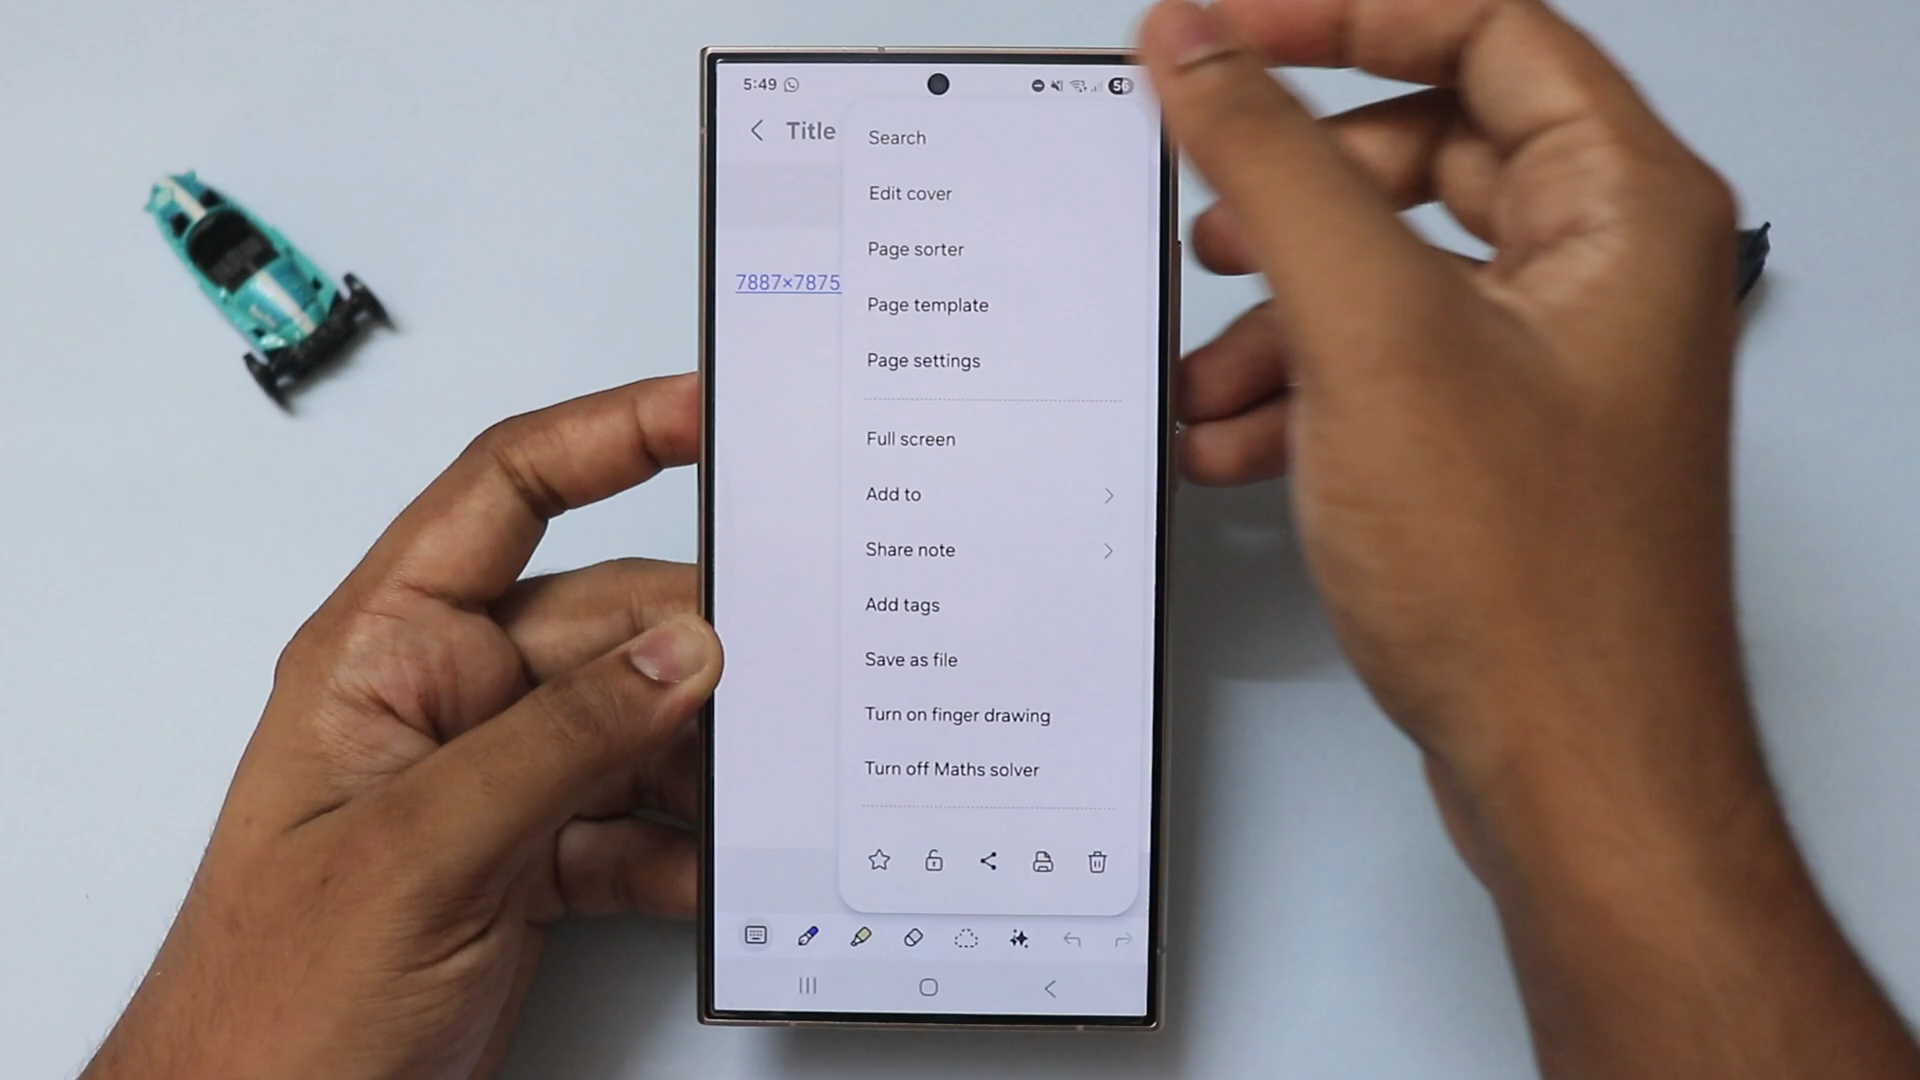 5:49
56
Title
Search
Edit cover
Page sorter
7887×7875
Page template
Page settings
Full screen
Add to
Share note
Add tags
Save as file
Turn on finger drawing
Turn off Maths solver